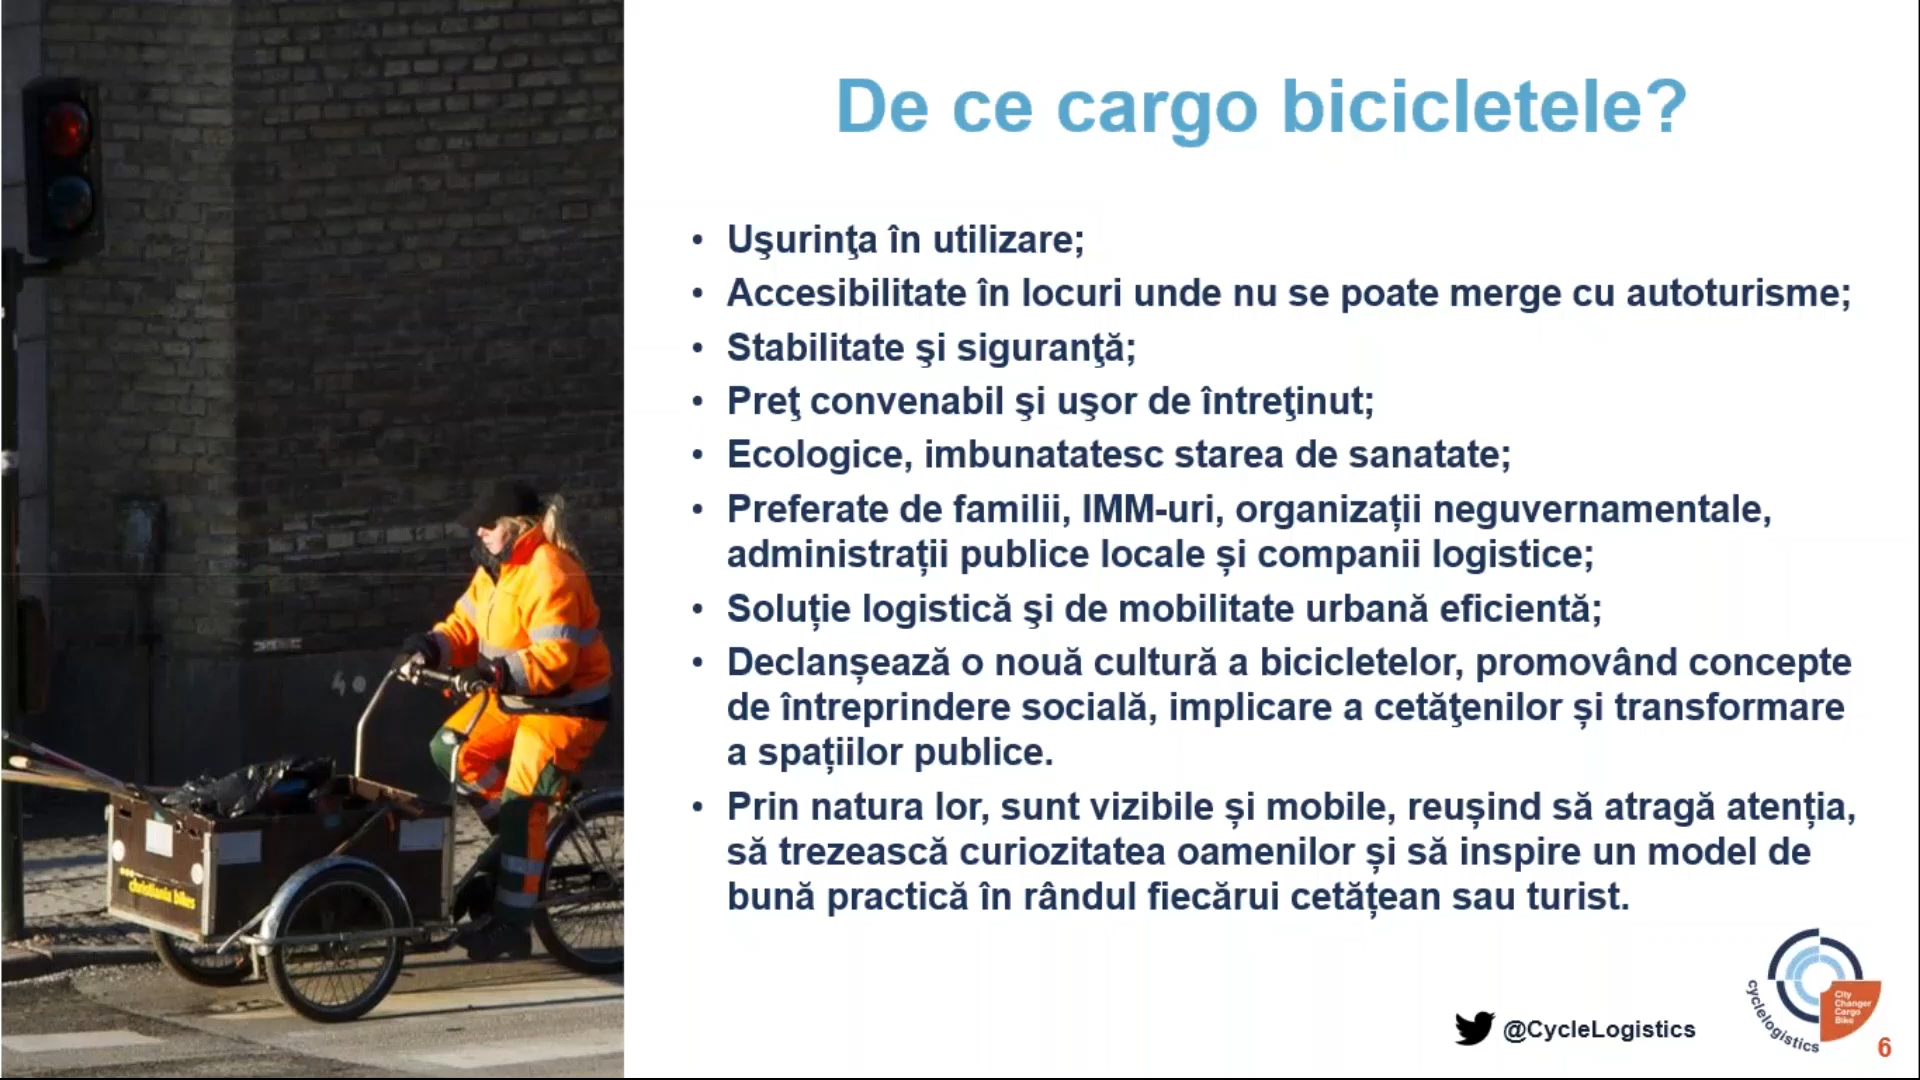 De ce cargo bicicletele?
• Uşurinţa în utilizare;
• Accesibilitate în locuri unde nu se poate merge cu autoturisme;
• Stabilitate şi siguranţă;
• Preţ convenabil şi uşor de întreţinut;
• Ecologice, imbunatatesc starea de sanatate;
• Preferate de familii, IMM-uri, organizații neguvernamentale,
administrații publice locale și companii logistice;
• Soluție logistică şi de mobilitate urbană eficientă;
• Declanșează o nouă cultură a bicicletelor, promovând concepte
de întreprindere socială, implicare a cetăţenilor și transformare
a spațiilor publice.
• Prin natura lor, sunt vizibile și mobile, reușind să atragă atenția,
să trezească curiozitatea oamenilor și să inspire un model de
bună practică în rândul fiecărui cetățean sau turist.
christiania bikes
@CycleLogistics
cyclelogistics
City
Changer
Cargo
Bike
6